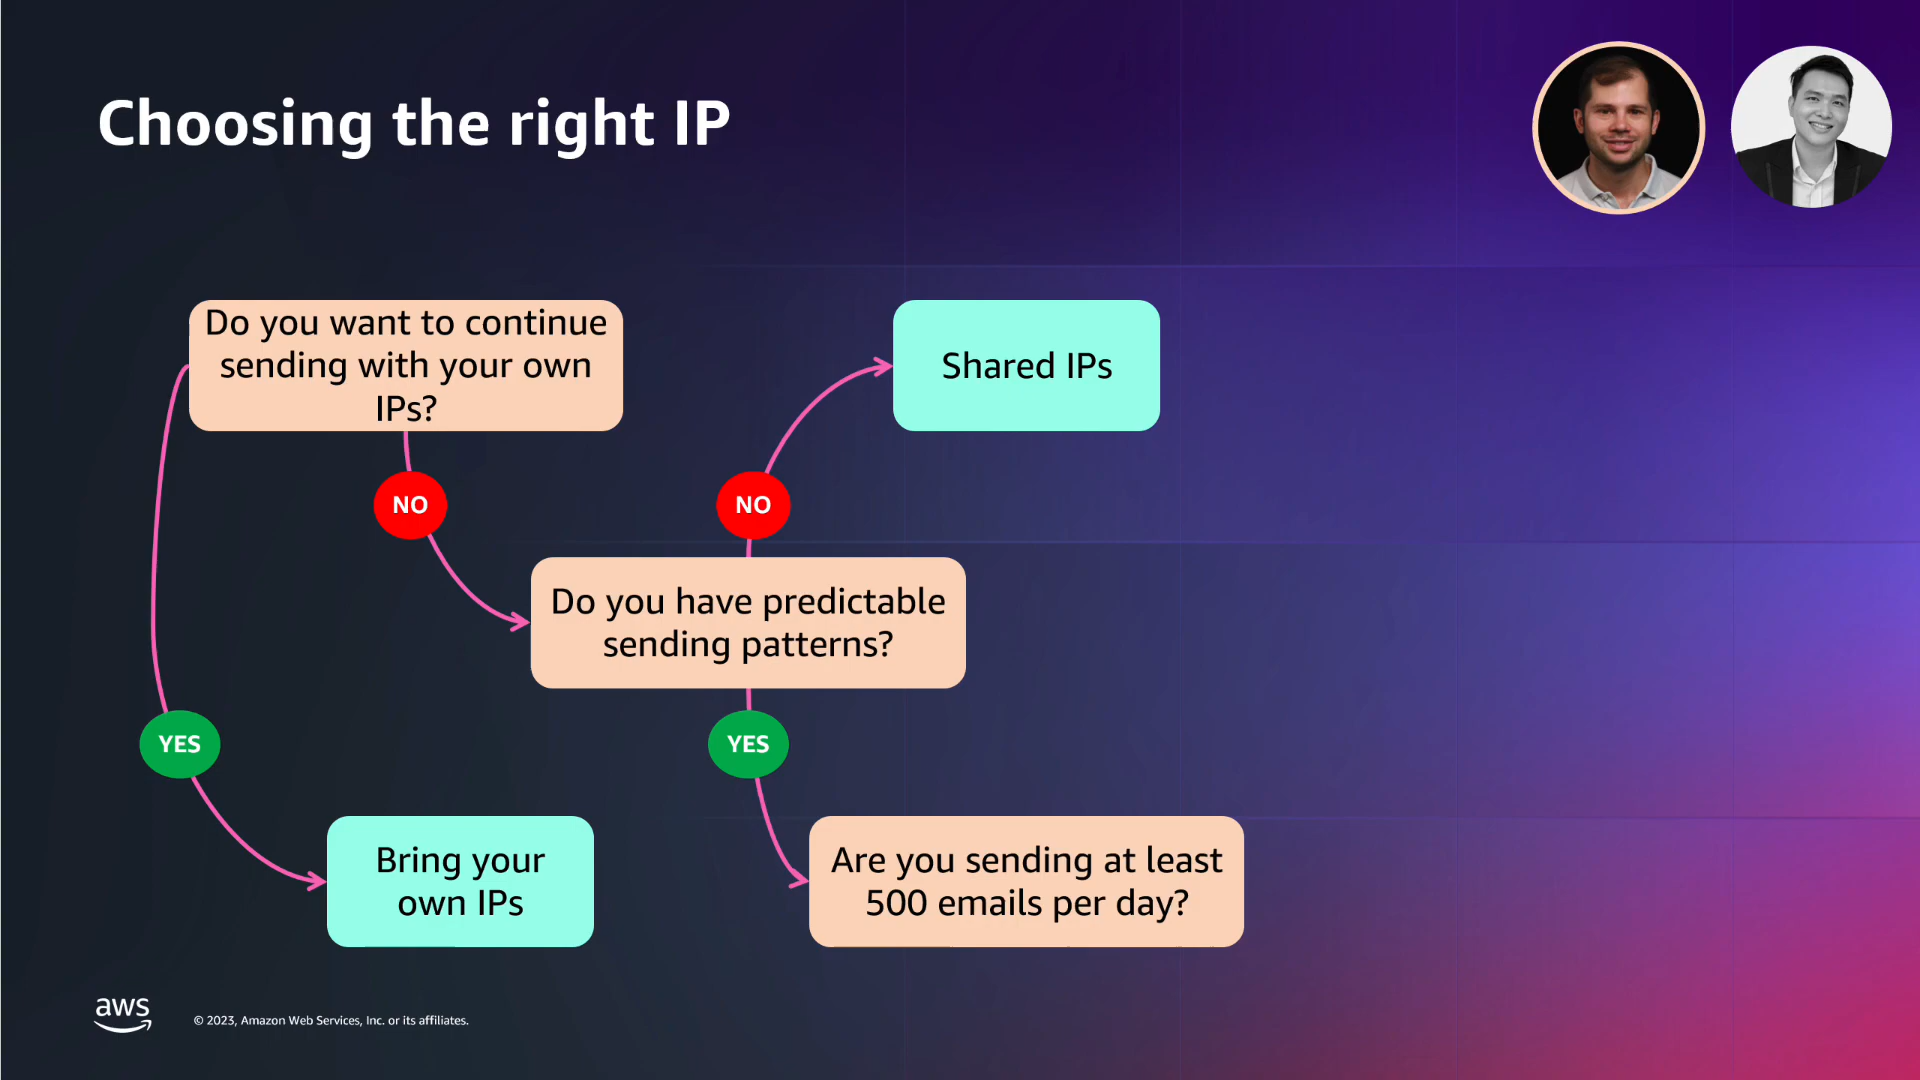 Choosing the right IP
Do you want to continue
sending with your own
IPs?
Shared IPs
NO
NO
Do you have predictable
sending patterns?
YES
YES
Bring your
own IPs
Are you sending at least
500 emails per day?
aws
© 2023, Amazon Web Services, Inc. or its affiliates.